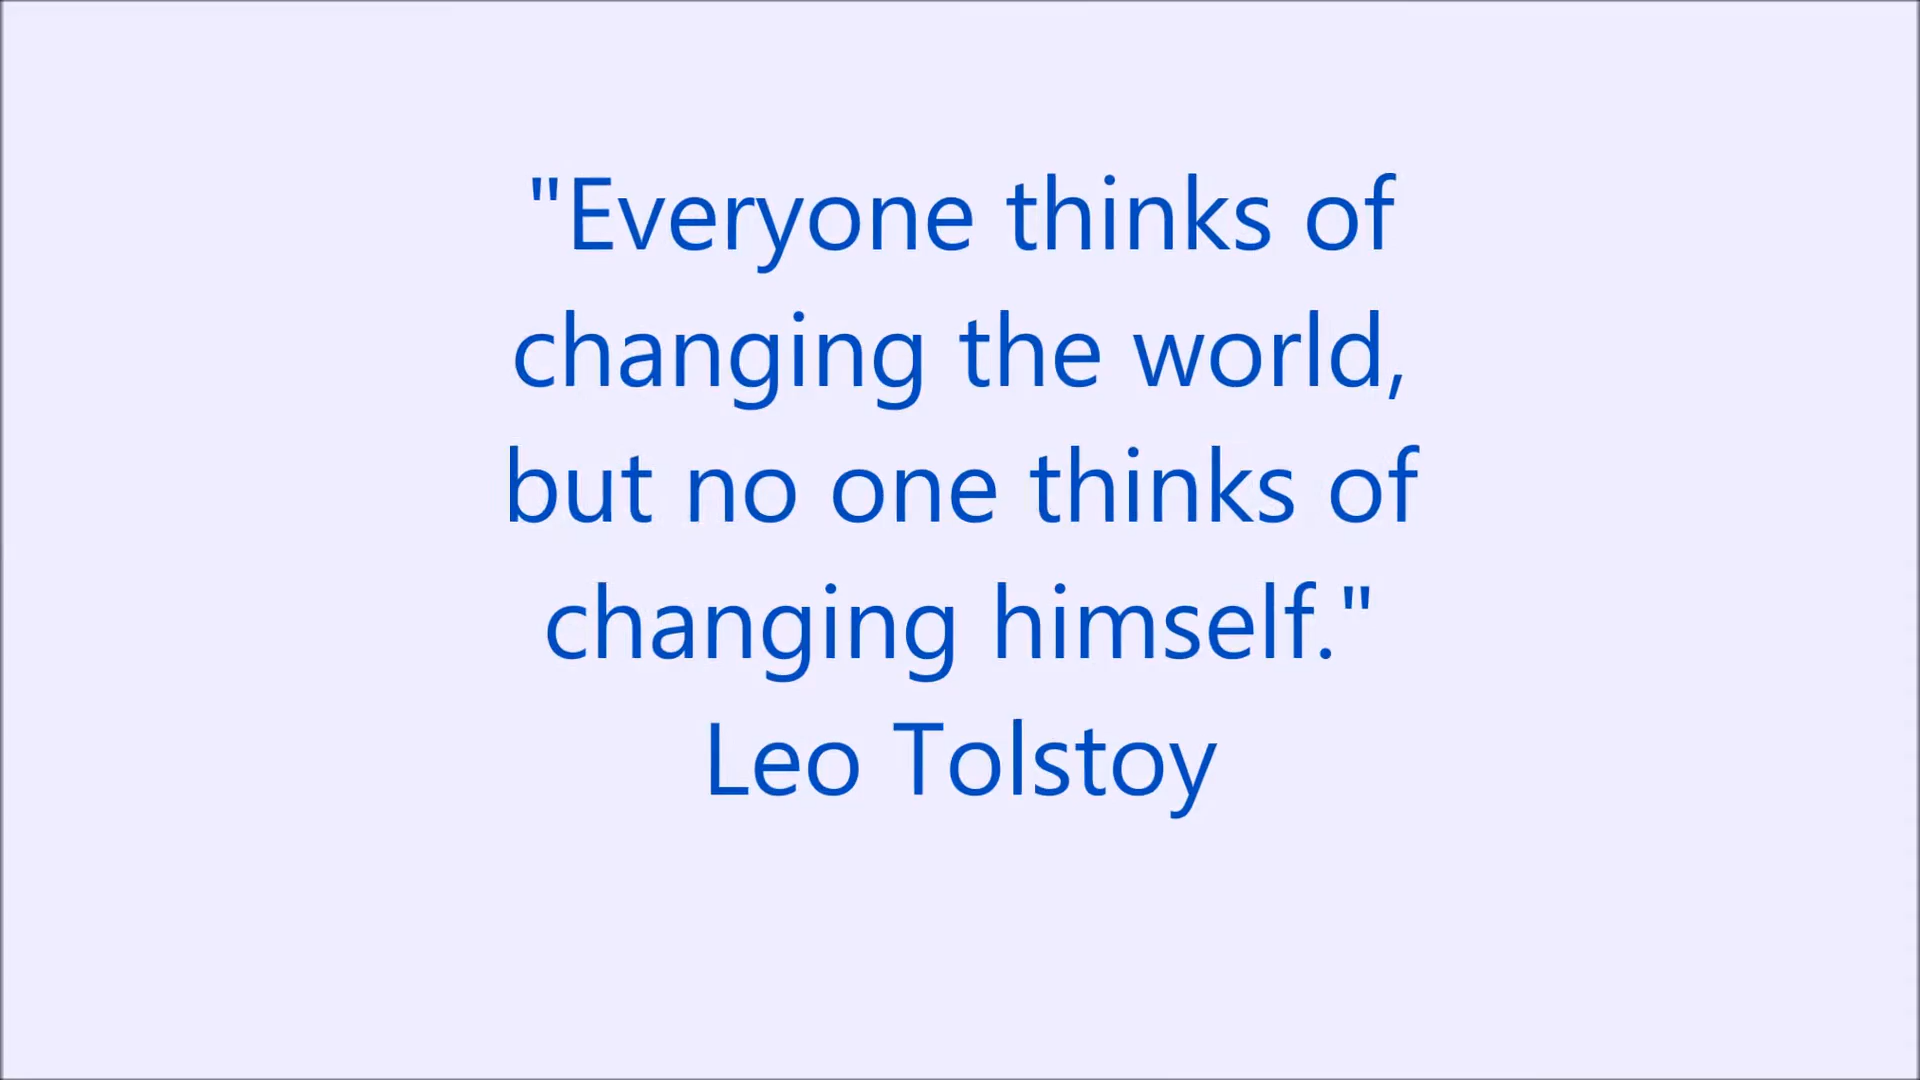 "Everyone thinks of
changing the world,
but no one thinks of
changing himself."
Leo Tolstoy